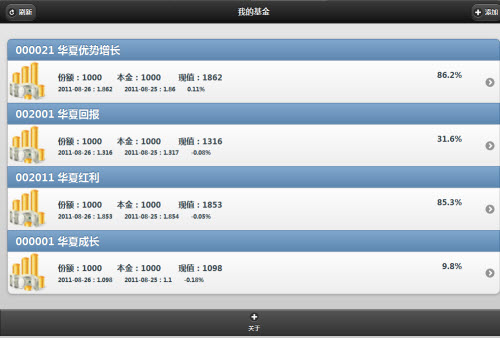 刷新
我的基金
添加
000021 华夏优势增长
份额：1000 本金：1000 现值：1862
86.2%
2011-08-26：1.862 2011-08-25：1.86 0.11%
002001 华夏回报
份额：1000 本金：1000 现值：1316
31.6%
2011-08-26：1.316 2011-08-25：1.317 -0.08%
002011 华夏红利
份额：1000 本金：1000 现值：1853
85.3%
2011-08-26：1.853 2011-08-25：1.854 -0.05%
000001 华夏成长
份额：1000 本金：1000 现值：1098
9.8%
2011-08-26：1.098 2011-08-25：1.1 -0.18%
关于